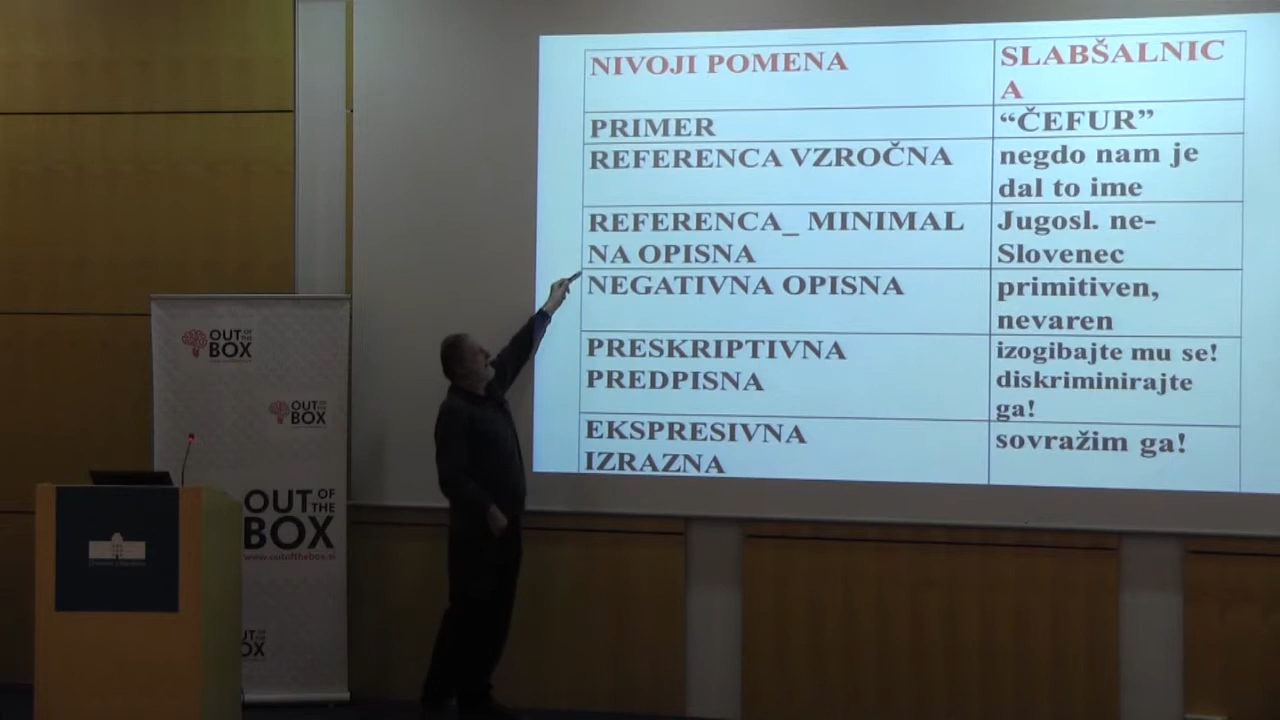 NIVOJI POMENA
SLABŠALNIC
A
PRIMER
“ČEFUR”
REFERENCA VZROČNA
negdo nam je
dal to ime
REFERENCA_ MINIMAL
NA OPISNA
Jugosl. ne-
Slovenec
NEGATIVNA OPISNA
primitiven,
nevaren
PRESKRIPTIVNA
PREDPISNA
izogibajte mu se!
diskriminirajte
ga!
EKSPRESIVNA
IZRAZNA
sovražim ga!
OUT OF THE
BOX
OUT OF THE
BOX
OUT OF THE
BOX
www.outofthebox.si